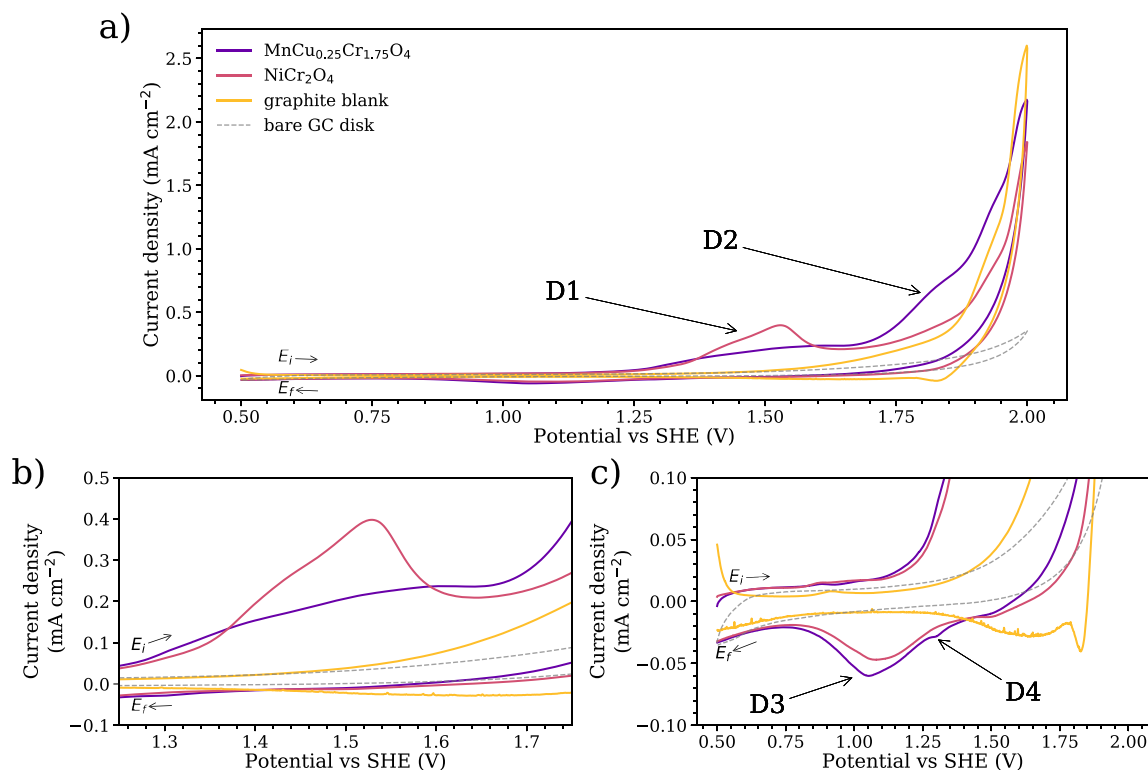 a)
MnCu₀.₂₅Cr₁.₇₅O₄
NiCr₂O₄
graphite blank
bare GC disk
D1
D2
Eᵢ
E_f
Current density (mA cm⁻²)
2.5
2.0
1.5
1.0
0.5
0.0
0.50 0.75 1.00 1.25 1.50 1.75 2.00
Potential vs SHE (V)
b)
Current density
(mA cm⁻²)
0.5
0.4
0.3
0.2
0.1
0.0
−0.1
Eᵢ
E_f
1.3 1.4 1.5 1.6 1.7
Potential vs SHE (V)
c)
Current density
(mA cm⁻²)
0.10
0.05
0.00
−0.05
−0.10
Eᵢ
E_f
D3
D4
0.50 0.75 1.00 1.25 1.50 1.75 2.00
Potential vs SHE (V)